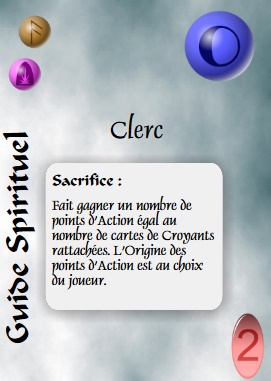 Clerc
Guide Spirituel
Sacrifice :
Fait gagner un nombre de
points d'Action égal au
nombre de cartes de Croyants
rattachées. L'Origine des
points d'Action est au choix
du joueur.
2